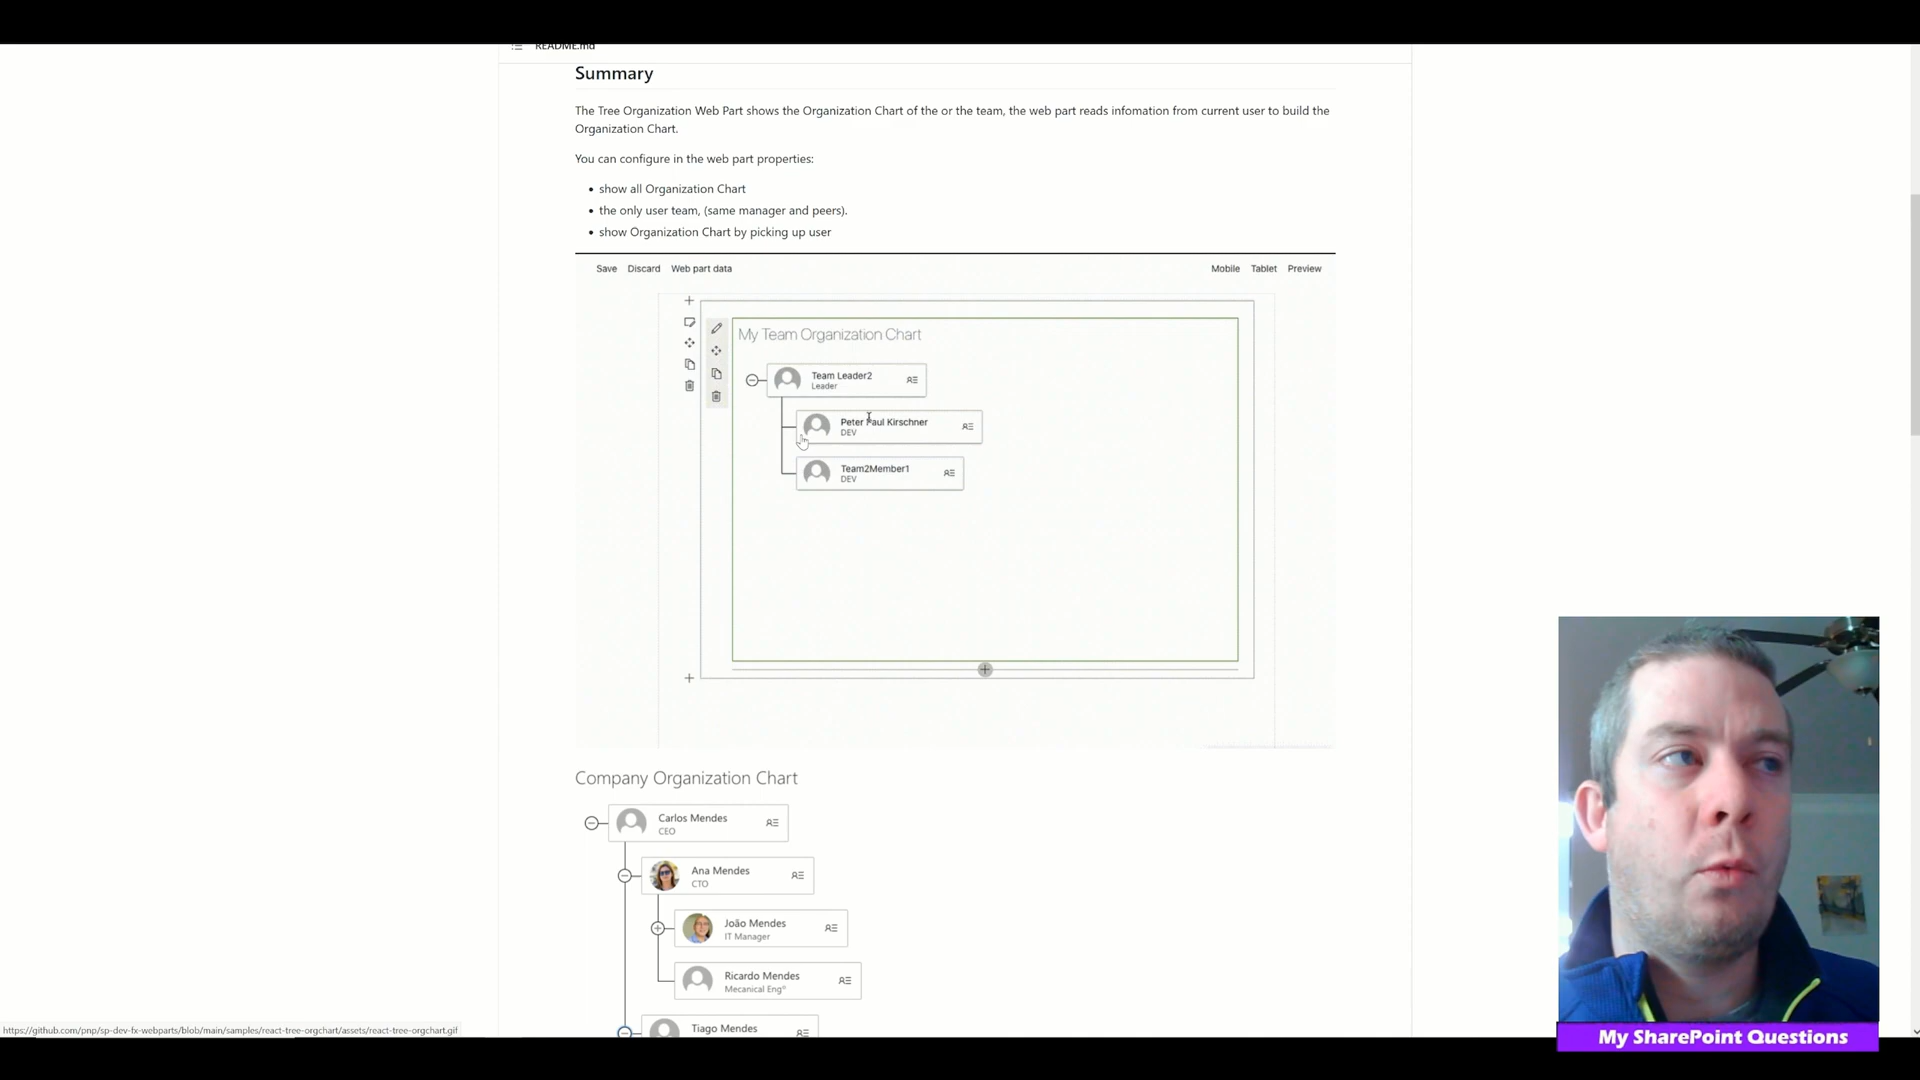 README.md
Summary
The Tree Organization Web Part shows the Organization Chart of the or the team, the web part reads infomation from current user to build the
Organization Chart.
You can configure in the web part properties:
show all Organization Chart
the only user team, (same manager and peers).
show Organization Chart by picking up user
Save Discard Web part data Mobile Tablet Preview
My Team Organization Chart
Team Leader2
Leader
Peter Paul Kirschner
DEV
Team2Member1
DEV
Company Organization Chart
Carlos Mendes
CEO
Ana Mendes
CTO
João Mendes
IT Manager
Ricardo Mendes
Mecanical Engº
Tiago Mendes
https://github.com/pnp/sp-dev-fx-webparts/blob/main/samples/react-tree-orgchart/assets/react-tree-orgchart.gif
My SharePoint Questions